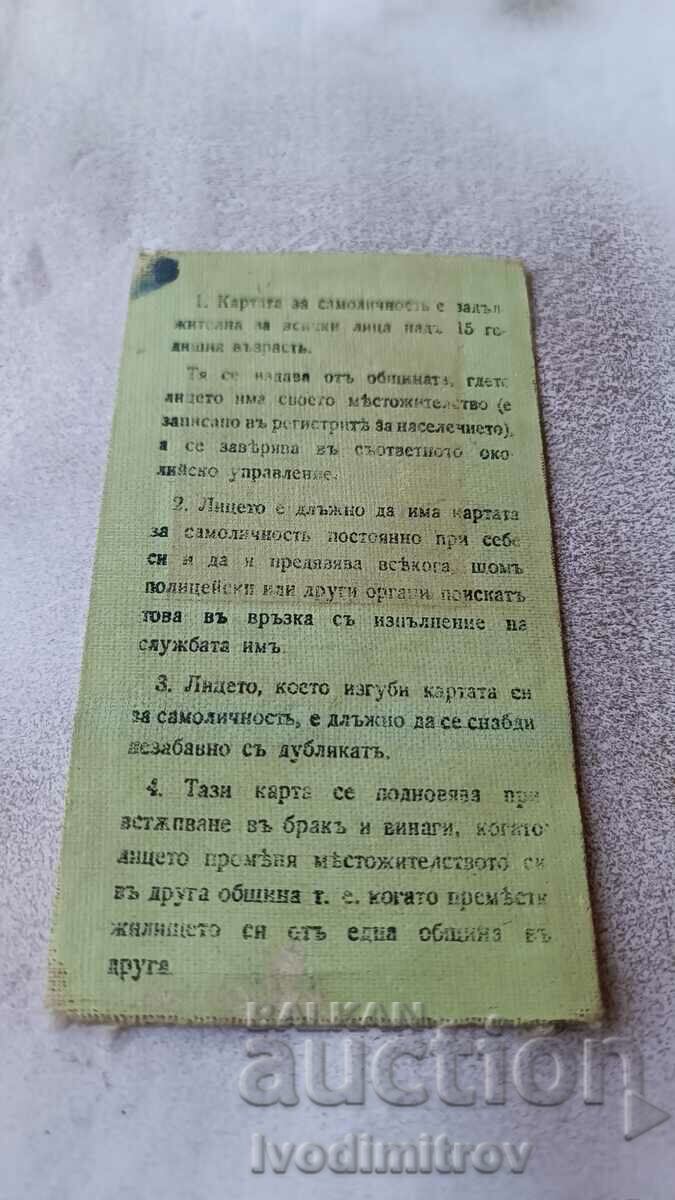 1. Картата за самоличность е задъл
жителна за всички лица надъ 15 го-
дишна възрасть.
Тя се издава отъ общината, гдето
лицето има своето мѣстожителство (е
записано въ регистритѣ за населението),
а се завѣрява въ съответното око
лийско управление.
2. Лицето е длъжно да има картата
за самоличность постоянно при себе
си и да я предявява всѣкога, щомъ
полицейски или други органи поискатъ
това въ връзка съ изпълнение на
службата имъ.
3. Лицето, което изгуби картата си
за самоличность, е длъжно да се снабди
незабавно съ дубликатъ.
4. Тази карта се подновява при
встѫпване въ бракъ и винаги, когато
лицето промѣня мѣстожителството си
въ друга община т. е. когато премѣсти
жилището си отъ една община въ
друга.
BALKAN
auction
Ivodimitrov